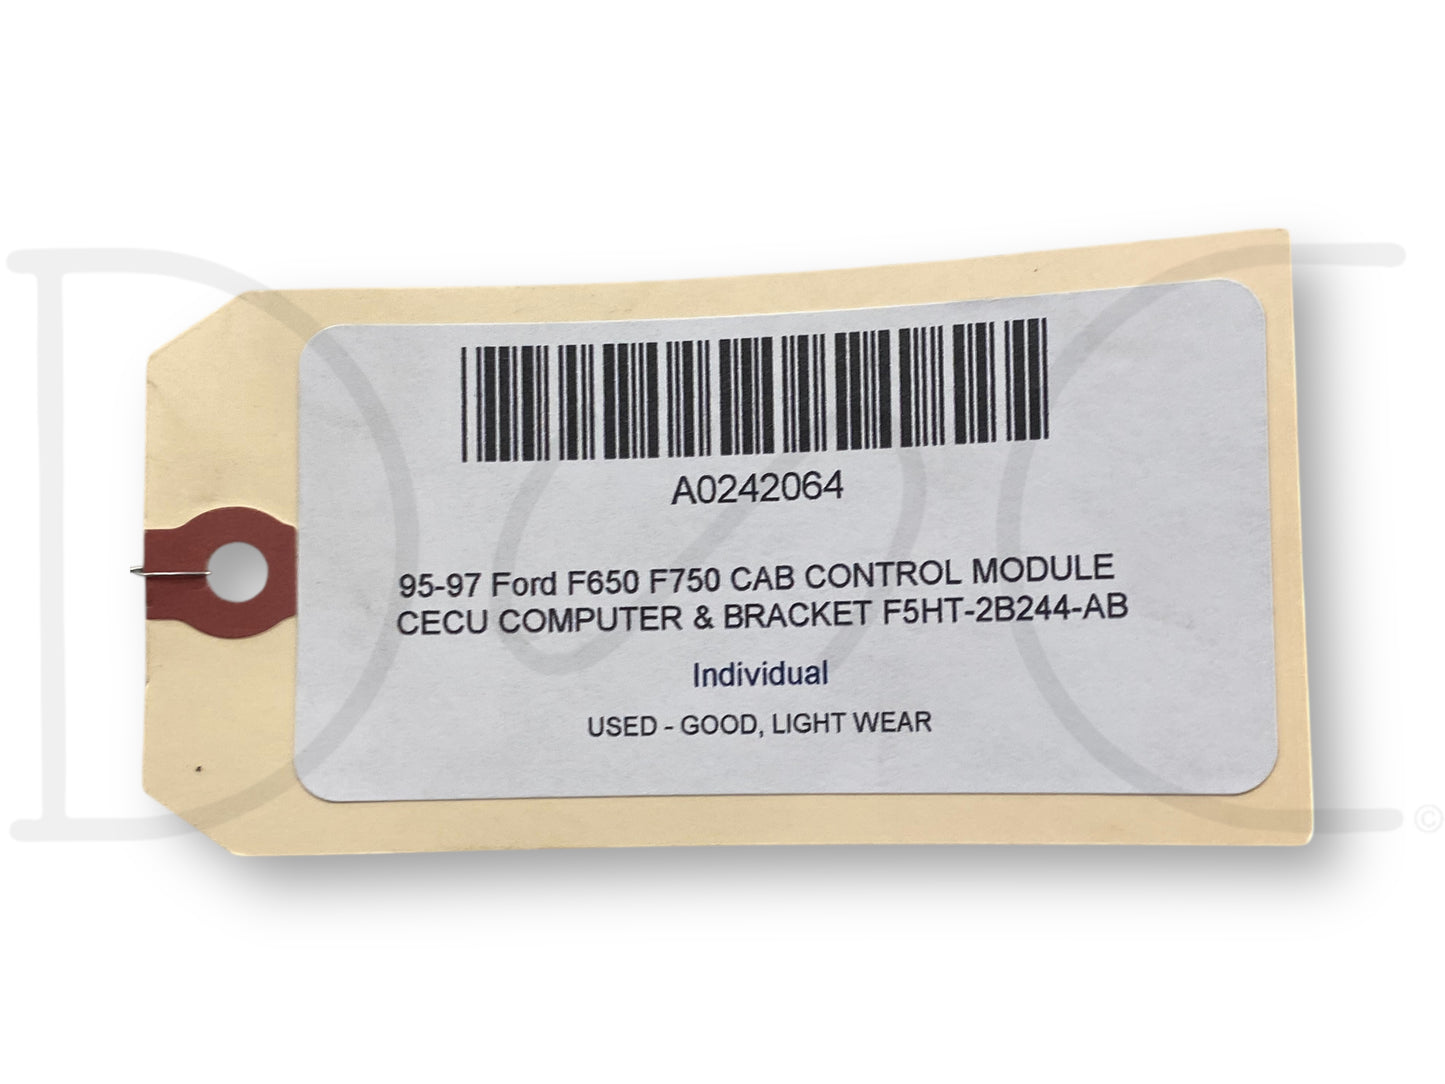 A0242064
95-97 Ford F650 F750 CAB CONTROL MODULE
CECU COMPUTER & BRACKET F5HT-2B244-AB
Individual
USED - GOOD, LIGHT WEAR
D C ©